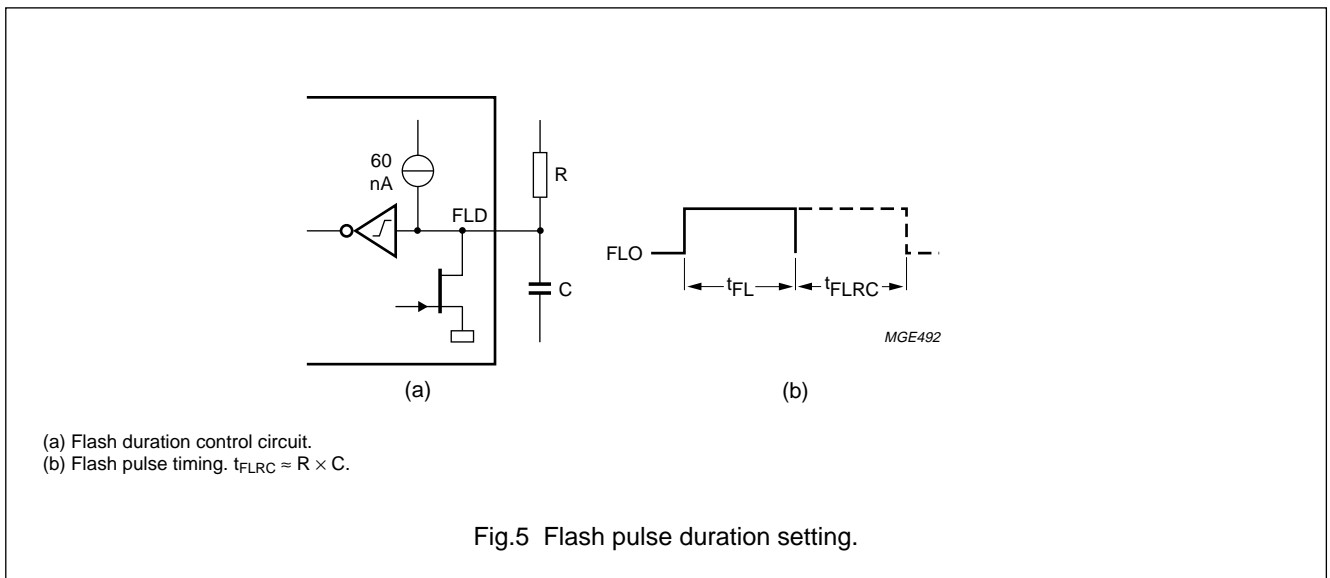 60
nA
FLD
R
C
(a)
FLO
tFL
tFLRC
MGE492
(b)
(a) Flash duration control circuit.
(b) Flash pulse timing. tFLRC ≈ R × C.
Fig.5 Flash pulse duration setting.